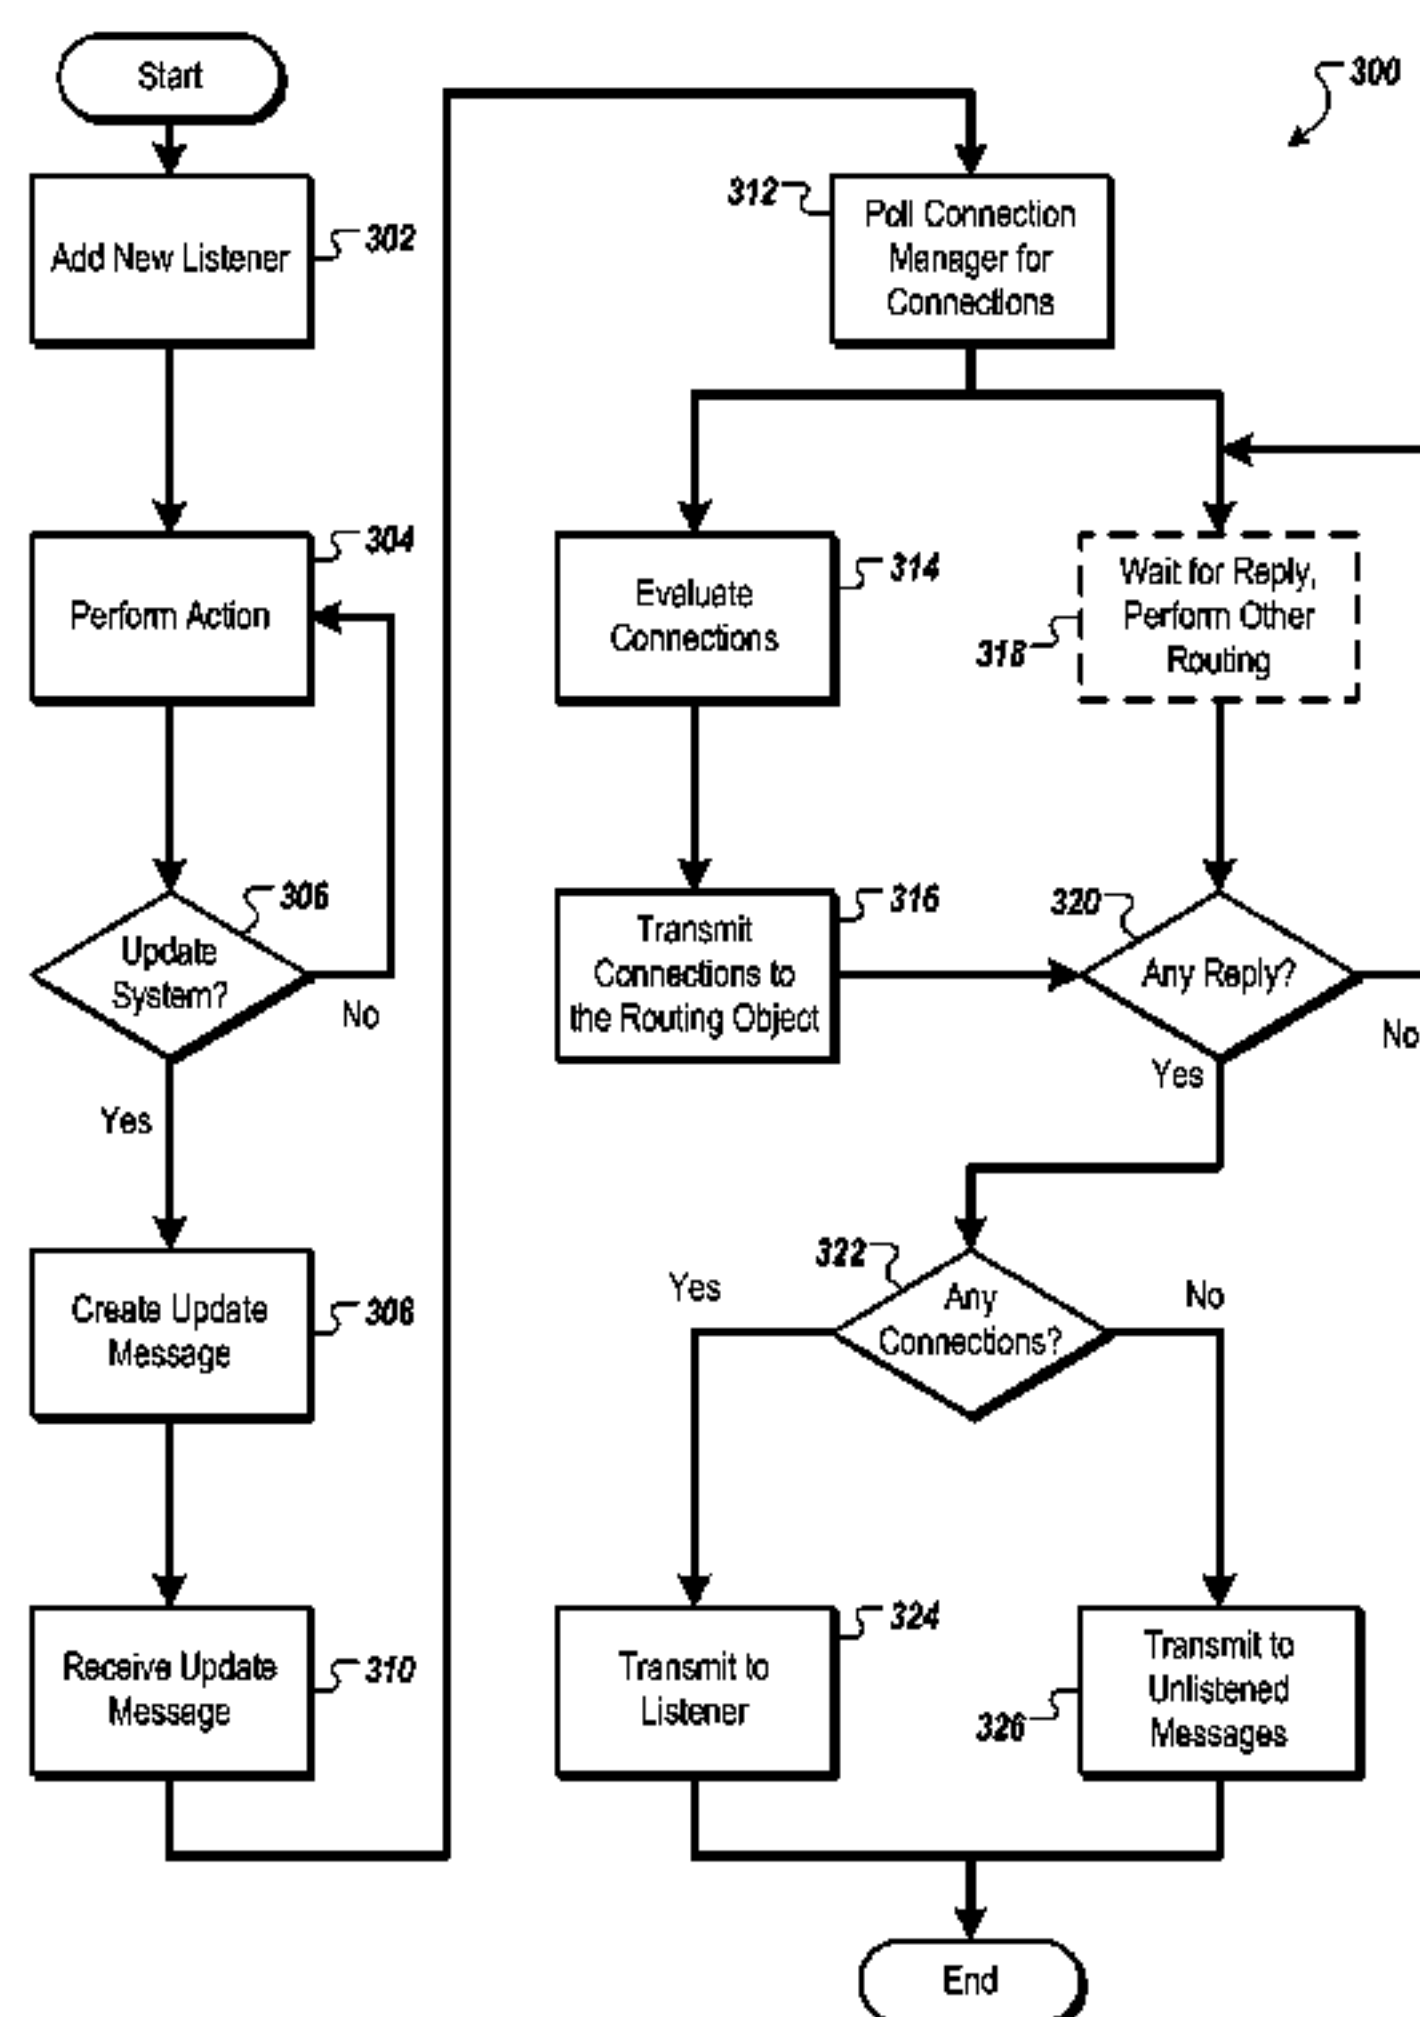 Start
300
Add New Listener
302
312
Poll Connection
Manager for
Connections
Perform Action
304
Evaluate
Connections
314
Wait for Reply,
Perform Other
Routing
318
Update
System?
306
No
Yes
Transmit
Connections to
the Routing Object
316
320
Any Reply?
No
Yes
Create Update
Message
308
322
Any
Connections?
Yes
No
Receive Update
Message
310
Transmit to
Listener
324
Transmit to
Unlistened
Messages
326
End